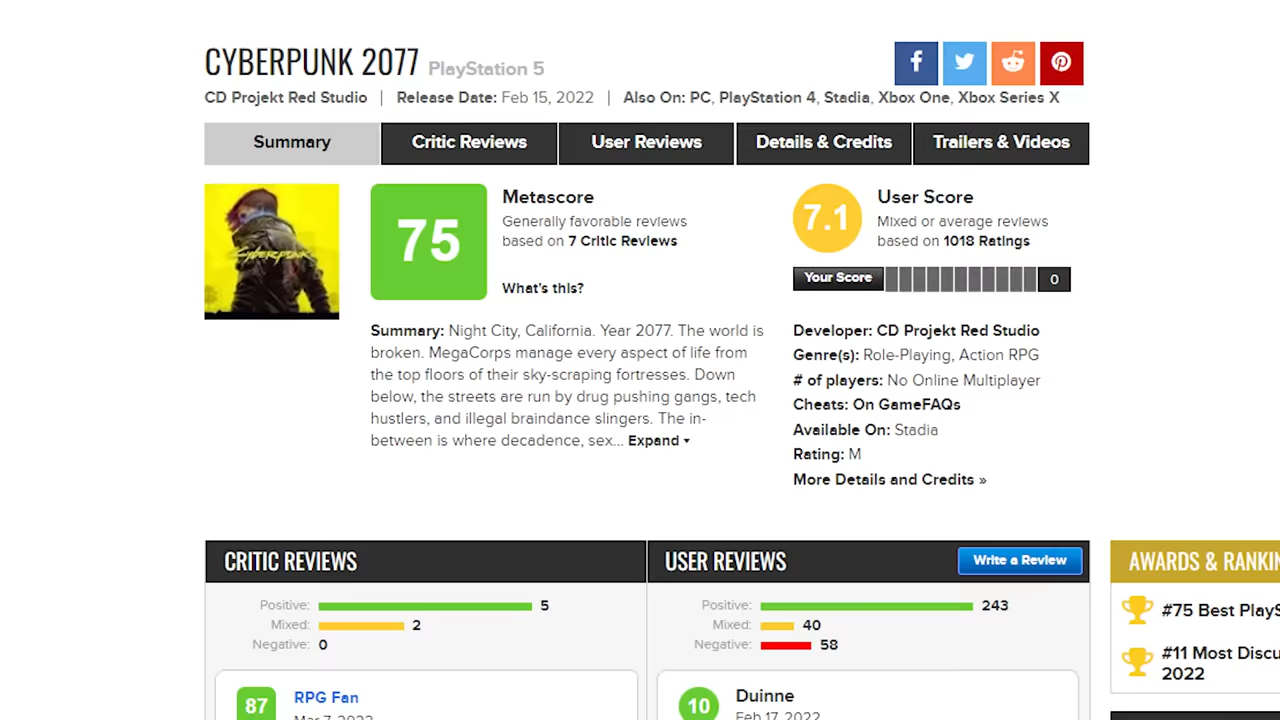 CYBERPUNK 2077 PlayStation 5
CD Projekt Red Studio | Release Date: Feb 15, 2022 | Also On: PC, PlayStation 4, Stadia, Xbox One, Xbox Series X
Summary Critic Reviews User Reviews Details & Credits Trailers & Videos
CYBERPUNK
75
Metascore
Generally favorable reviews
based on 7 Critic Reviews
What's this?
7.1
User Score
Mixed or average reviews
based on 1018 Ratings
Your Score 0
Summary: Night City, California. Year 2077. The world is
broken. MegaCorps manage every aspect of life from
the top floors of their sky-scraping fortresses. Down
below, the streets are run by drug pushing gangs, tech
hustlers, and illegal braindance slingers. The in-
between is where decadence, sex... Expand
Developer: CD Projekt Red Studio
Genre(s): Role-Playing, Action RPG
# of players: No Online Multiplayer
Cheats: On GameFAQs
Available On: Stadia
Rating: M
More Details and Credits »
CRITIC REVIEWS
Positive: 5
Mixed: 2
Negative: 0
87 RPG Fan
Mar 7, 2022
USER REVIEWS Write a Review
Positive: 243
Mixed: 40
Negative: 58
10 Duinne
Feb 17, 2022
AWARDS & RANKIN
#75 Best PlayS
#11 Most Discu
2022